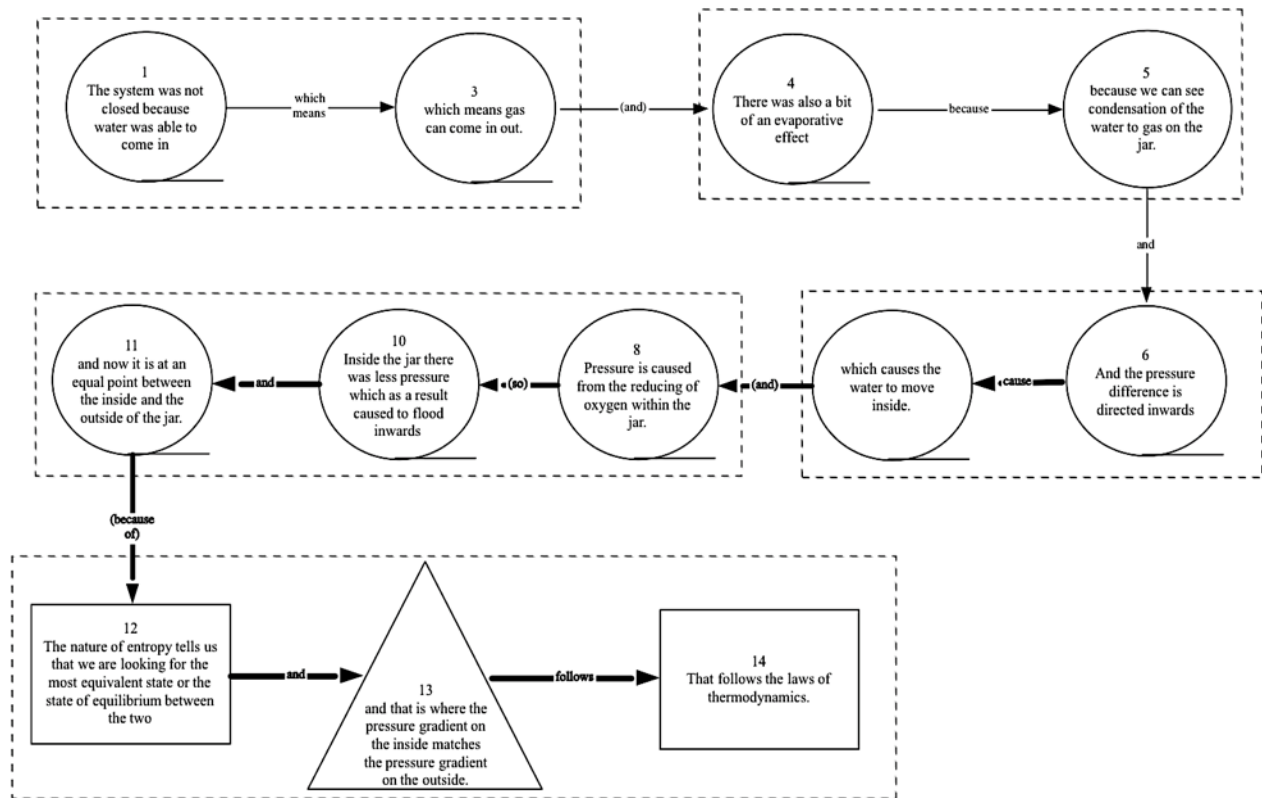 1
The system was not
closed because
water was able to
come in
which
means
3
which means gas
can come in out.
(and)
4
There was also a bit
of an evaporative
effect
because
5
because we can see
condensation of the
water to gas on the
jar.
and
6
And the pressure
difference is
directed inwards
cause
which causes the
water to move
inside.
(and)
8
Pressure is caused
from the reducing of
oxygen within the
jar.
(so)
10
Inside the jar there
was less pressure
which as a result
caused to flood
inwards
and
11
and now it is at an
equal point between
the inside and the
outside of the jar.
(because
of)
12
The nature of entropy tells us
that we are looking for the
most equivalent state or the
state of equilibrium between
the two
and
13
and that is where the
pressure gradient on
the inside matches
the pressure gradient
on the outside.
follows
14
That follows the laws of
thermodynamics.